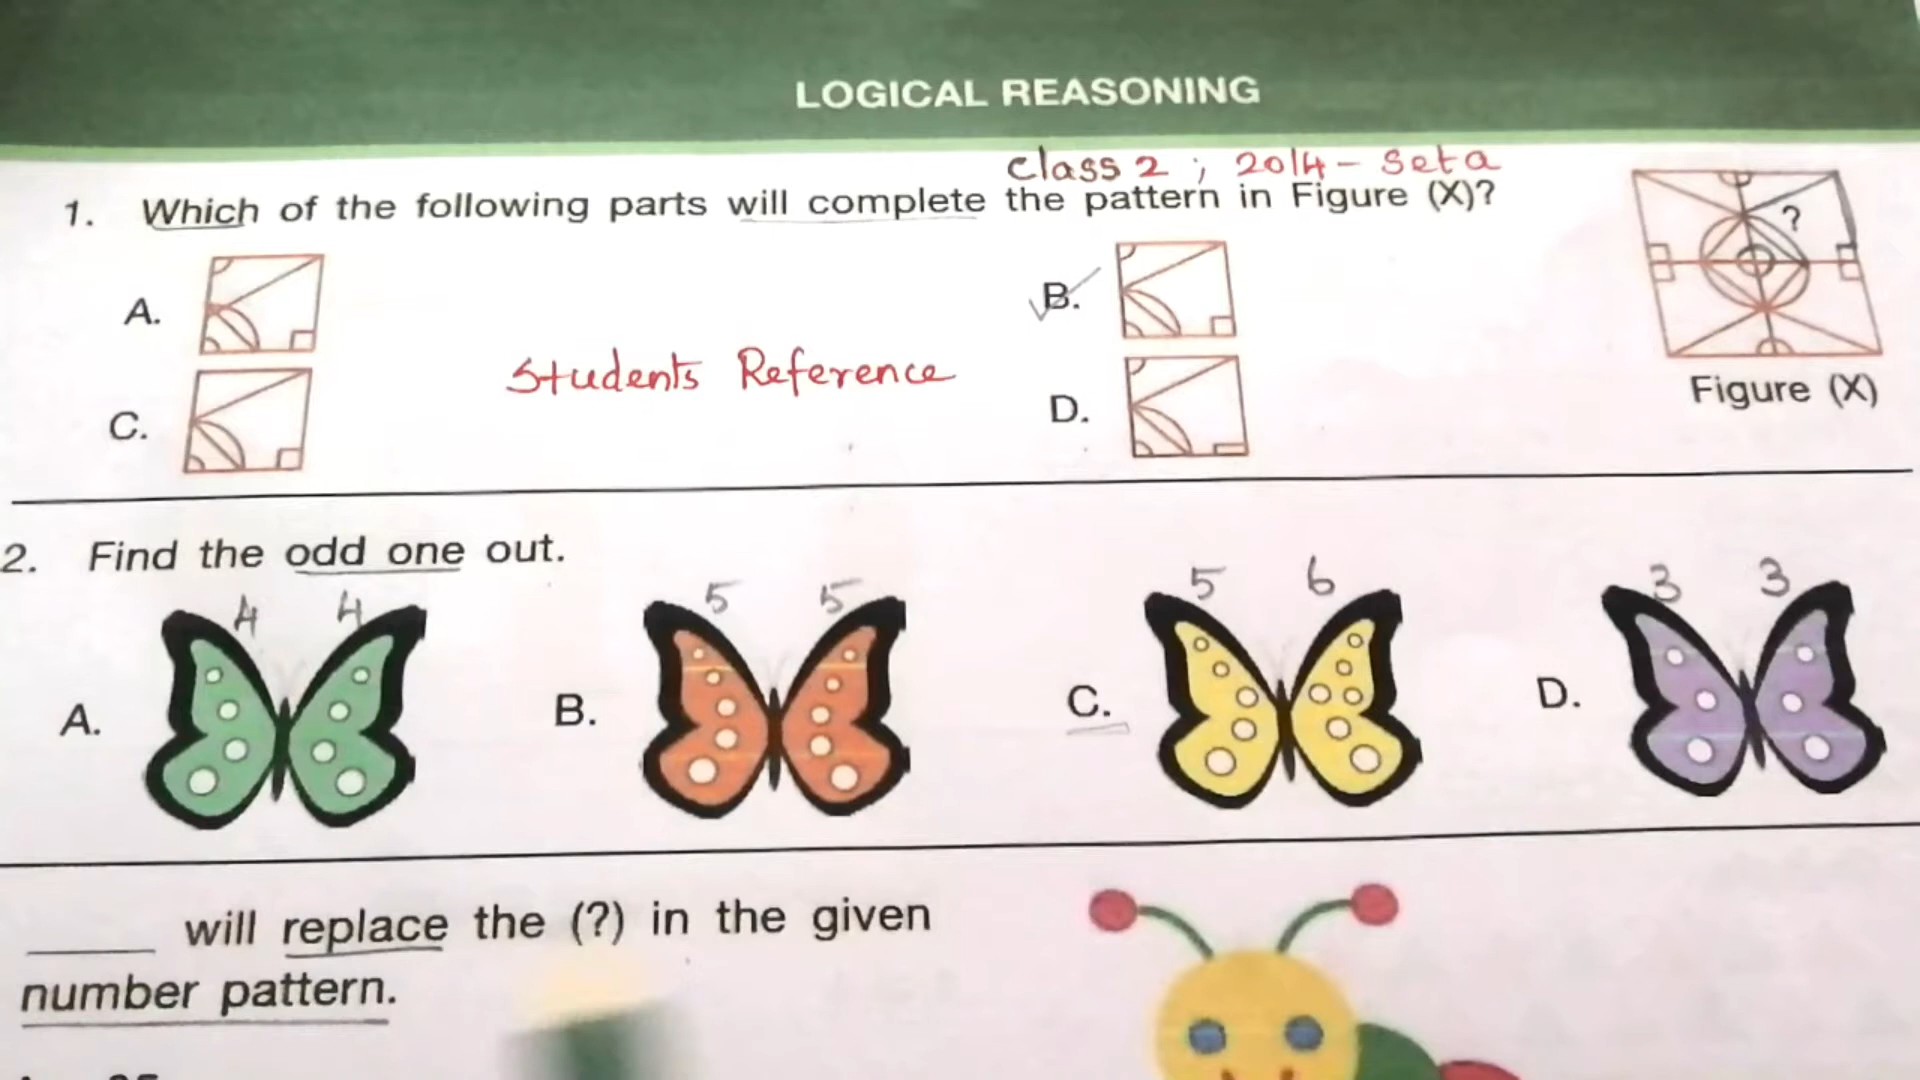 LOGICAL REASONING
Class 2 ; 2014 - Set a
1. Which of the following parts will complete the pattern in Figure (X)?
?
A.
B.
Students Reference
C.
D.
Figure (X)
2. Find the odd one out.
4 4 5 5 5 6 3 3
A. B. C. D.
____ will replace the (?) in the given
number pattern.